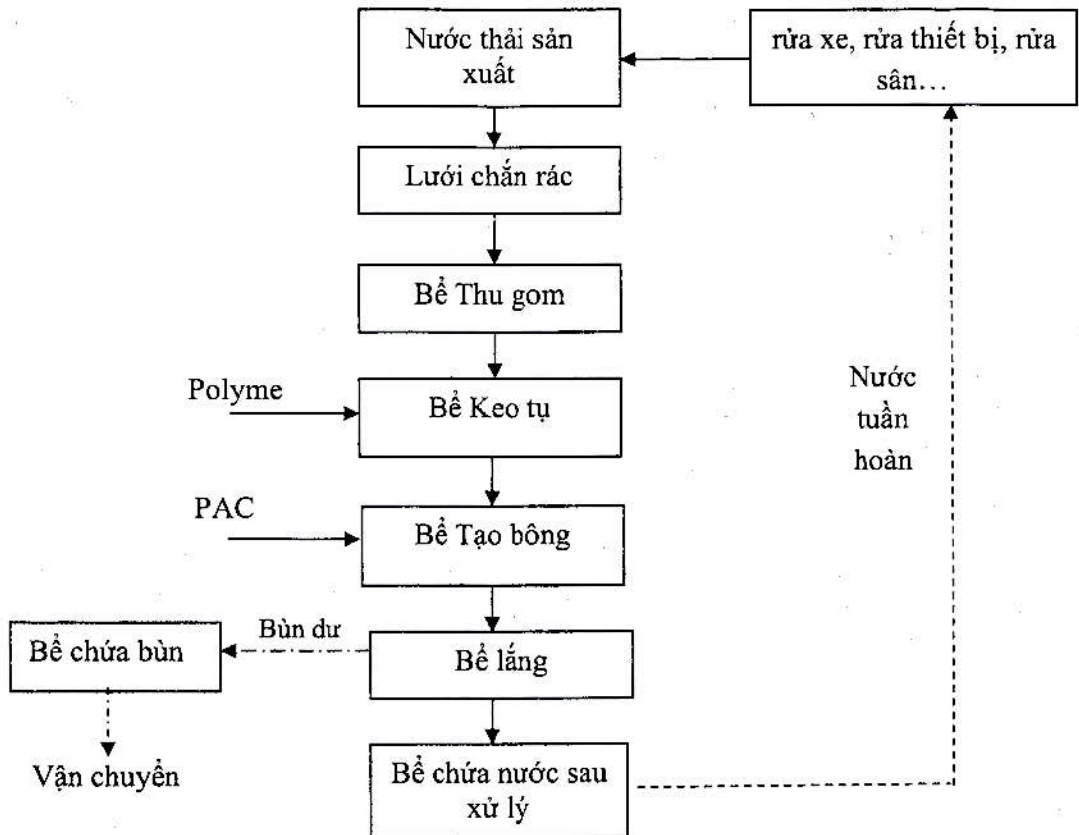 Nước thải sản
xuất
rửa xe, rửa thiết bị, rửa
sân...
Lưới chắn rác
Bể Thu gom
Polyme
Bể Keo tụ
Nước
tuần
hoàn
PAC
Bể Tạo bông
Bùn dư
Bể chứa bùn
Bể lắng
Vận chuyển
Bể chứa nước sau
xử lý